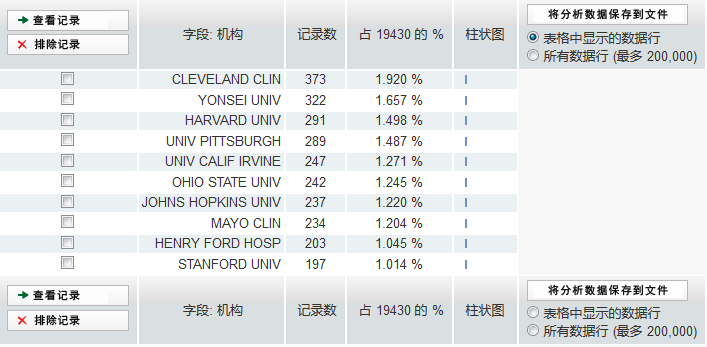 查看记录
排除记录
字段: 机构 记录数 占 19430 的 % 柱状图
将分析数据保存到文件
表格中显示的数据行
所有数据行 (最多 200,000)
CLEVELAND CLIN 373 1.920 %
YONSEI UNIV 322 1.657 %
HARVARD UNIV 291 1.498 %
UNIV PITTSBURGH 289 1.487 %
UNIV CALIF IRVINE 247 1.271 %
OHIO STATE UNIV 242 1.245 %
JOHNS HOPKINS UNIV 237 1.220 %
MAYO CLIN 234 1.204 %
HENRY FORD HOSP 203 1.045 %
STANFORD UNIV 197 1.014 %
查看记录
排除记录
字段: 机构 记录数 占 19430 的 % 柱状图
将分析数据保存到文件
表格中显示的数据行
所有数据行 (最多 200,000)